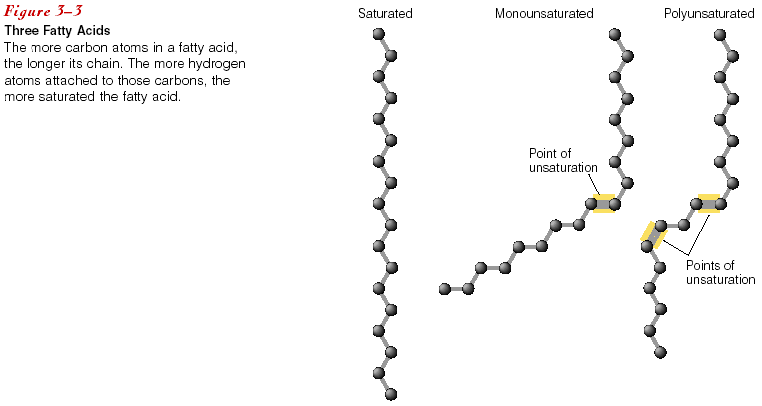 Figure 3–3
Three Fatty Acids
The more carbon atoms in a fatty acid,
the longer its chain. The more hydrogen
atoms attached to those carbons, the
more saturated the fatty acid.
Saturated
Monounsaturated
Polyunsaturated
Point of
unsaturation
Points of
unsaturation